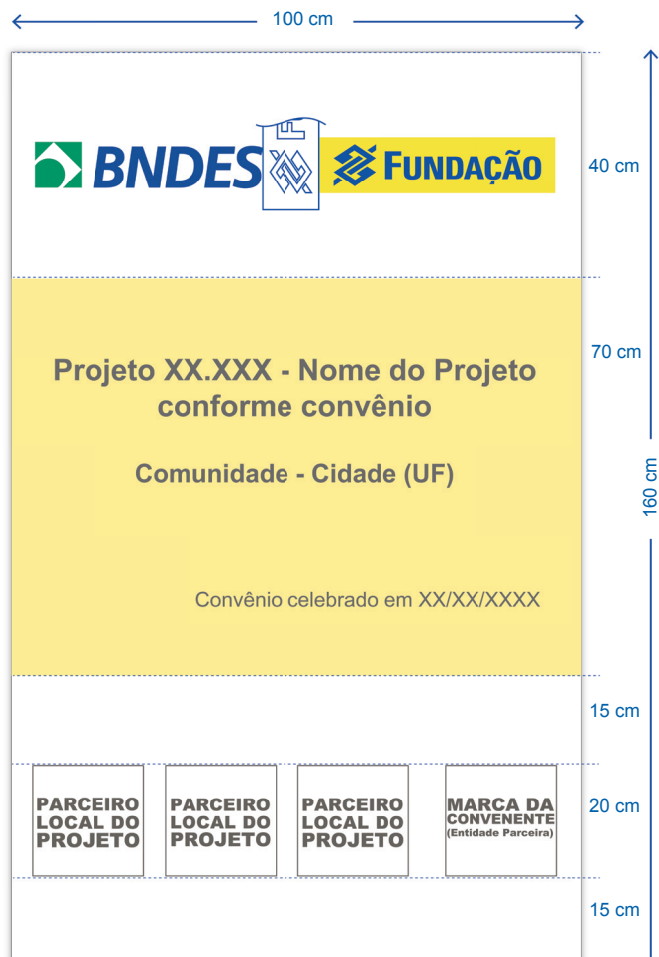 100 cm
BNDES
F
FUNDAÇÃO
40 cm
Projeto XX.XXX - Nome do Projeto
conforme convênio
70 cm
Comunidade - Cidade (UF)
160 cm
Convênio celebrado em XX/XX/XXXX
15 cm
PARCEIRO
LOCAL DO
PROJETO
PARCEIRO
LOCAL DO
PROJETO
PARCEIRO
LOCAL DO
PROJETO
MARCA DA
CONVENENTE
(Entidade Parceira)
20 cm
15 cm